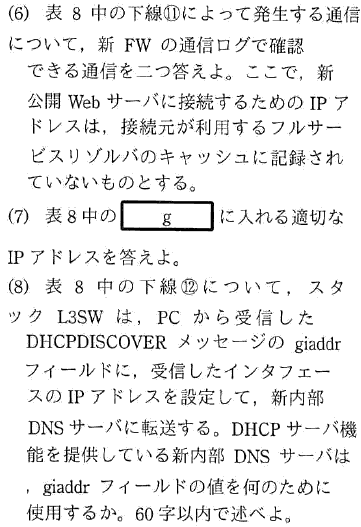 (6) 表 8 中の下線⑪によって発生する通信
について，新 FW の通信ログで確認
できる通信を二つ答えよ。ここで，新
公開 Web サーバに接続するための IP ア
ドレスは，接続元が利用するフルサー
ビスリゾルバのキャッシュに記録され
ていないものとする。
(7) 表8中の g に入れる適切な
IP アドレスを答えよ。
(8) 表 8 中の下線⑫について，スタ
ック L3SW は，PC から受信した
DHCPDISCOVER メッセージの giaddr
フィールドに，受信したインタフェー
スの IP アドレスを設定して，新内部
DNS サーバに転送する。DHCP サーバ機
能を提供している新内部 DNS サーバは
，giaddr フィールドの値を何のために
使用するか。60 字以内で述べよ。